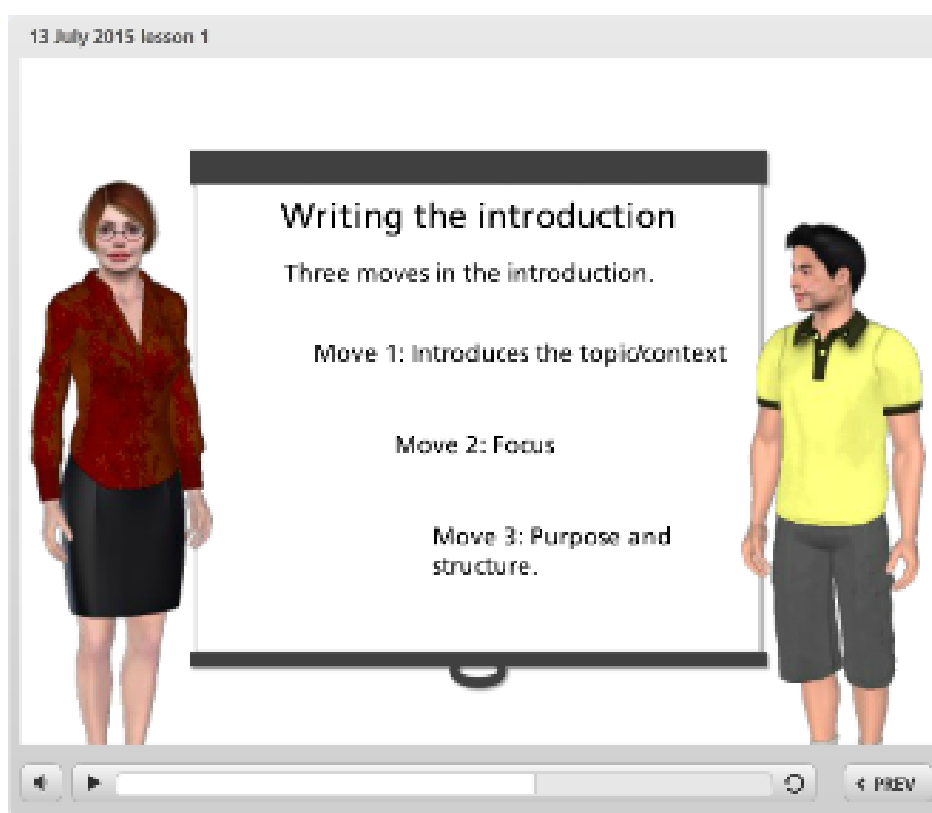 13 July 2015 lesson 1
Writing the introduction
Three moves in the introduction.
Move 1: Introduces the topic/context
Move 2: Focus
Move 3: Purpose and
structure.
< PREV